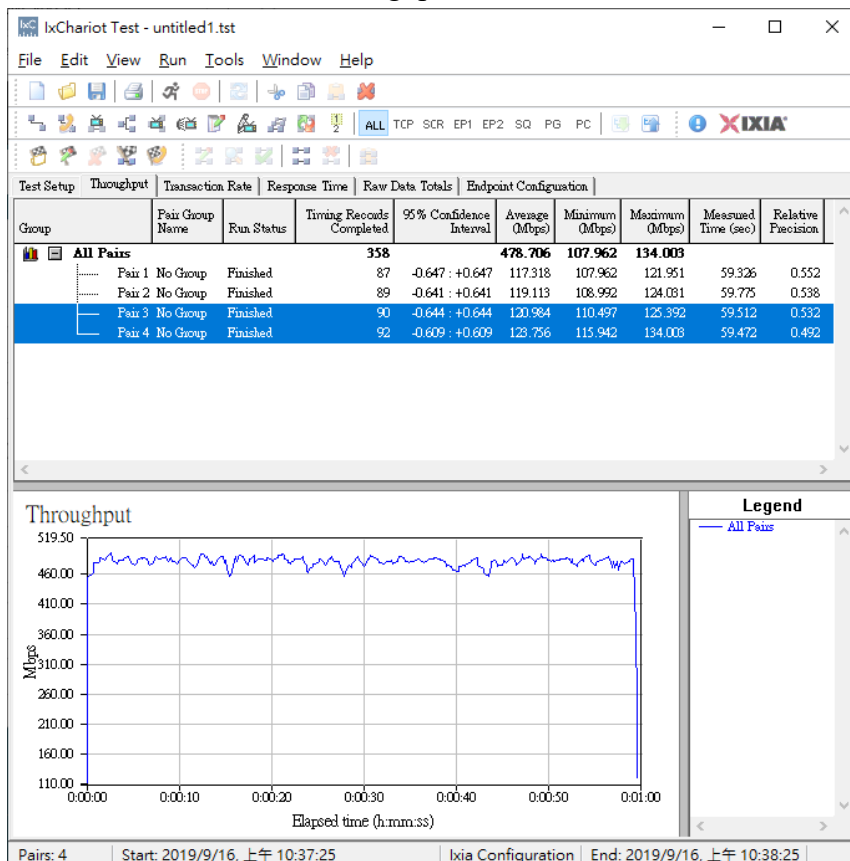 IxChariot Test - untitled1.tst
File Edit View Run Tools Window Help
ALL TCP SCR EP1 EP2 SQ PG PC XIXIA
Test Setup Throughput Transaction Rate Response Time Raw Data Totals Endpoint Configuration
Group Pair Group Name Run Status Timing Records Completed 95% Confidence Interval Average (Mbps) Minimum (Mbps) Maximum (Mbps) Measured Time (sec) Relative Precision
All Pairs 358 478.706 107.962 134.003
Pair 1 No Group Finished 87 -0.647 : +0.647 117.318 107.962 121.951 59.326 0.552
Pair 2 No Group Finished 89 -0.641 : +0.641 119.113 108.992 124.031 59.775 0.538
Pair 3 No Group Finished 90 -0.644 : +0.644 120.984 110.497 125.392 59.512 0.532
Pair 4 No Group Finished 92 -0.609 : +0.609 123.756 115.942 134.003 59.472 0.492
Throughput
Legend
All Pairs
519.50
460.00
410.00
360.00
310.00
260.00
210.00
160.00
110.00
Mbps
0:00:00 0:00:10 0:00:20 0:00:30 0:00:40 0:00:50 0:01:00
Elapsed time (h:mm:ss)
Pairs: 4 Start: 2019/9/16, 上午 10:37:25 Ixia Configuration End: 2019/9/16, 上午 10:38:25